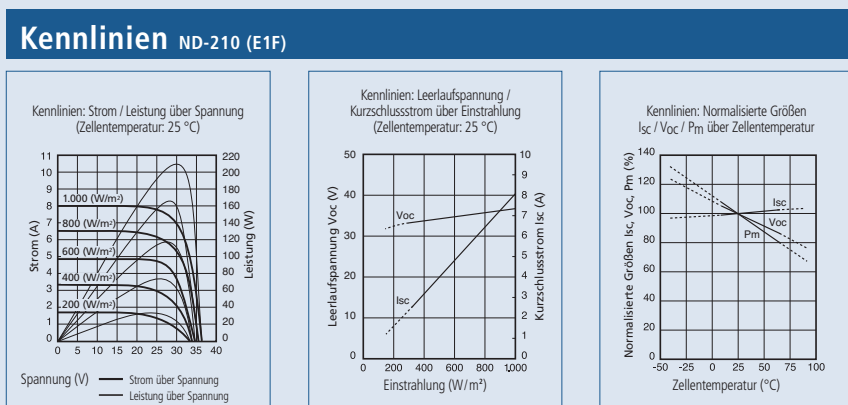 Kennlinien ND-210 (E1F)
Kennlinien: Strom / Leistung über Spannung
(Zellentemperatur: 25 °C)
11
10
9
8
7
6
5
4
3
2
1
0
Strom (A)
220
200
180
160
140
120
100
80
60
40
20
0
Leistung (W)
1.000 (W/m²)
800 (W/m²)
600 (W/m²)
400 (W/m²)
200 (W/m²)
0 5 10 15 20 25 30 35 40
Spannung (V)
Strom über Spannung
Leistung über Spannung
Kennlinien: Leerlaufspannung /
Kurzschlussstrom über Einstrahlung
(Zellentemperatur: 25 °C)
50
40
30
20
10
0
Leerlaufspannung Voc (V)
10
9
8
7
6
5
4
3
2
1
0
Kurzschlussstrom Isc (A)
Voc
Isc
0 200 400 600 800 1.000
Einstrahlung (W/m²)
Kennlinien: Normalisierte Größen
Isc / Voc / Pm über Zellentemperatur
140
120
100
80
60
40
20
0
Normalisierte Größen Isc, Voc, Pm (%)
Isc
Voc
Pm
-50 -25 0 25 50 75 100
Zellentemperatur (°C)